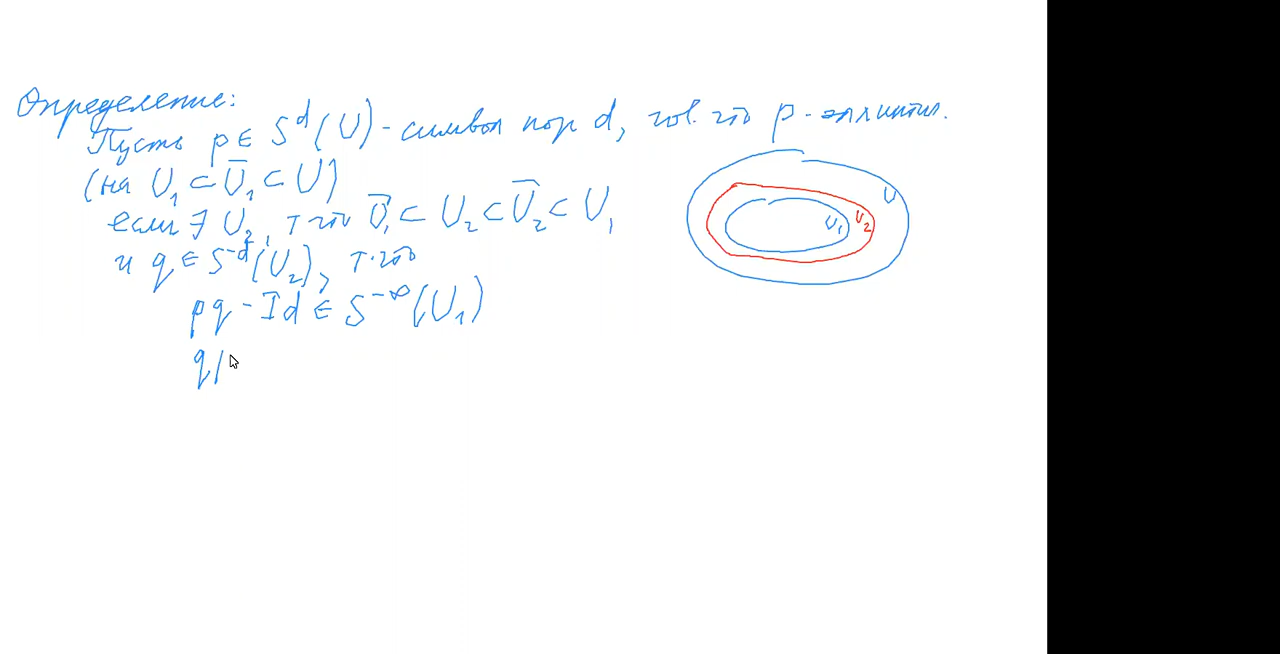 Определение:
Пусть p ∈ S^d(U) - символ пор d, гов. что p - эллиптич.
(на U₁ ⊂ Ū₁ ⊂ U)
если ∃ U₂, т·что Ū₁ ⊂ U₂ ⊂ Ū₂ ⊂ U₁
и q ∈ S^{-d}(U₂), т·что
pq - Id ∈ S^{-∞}(U₁)
q
U
U₂
U₁